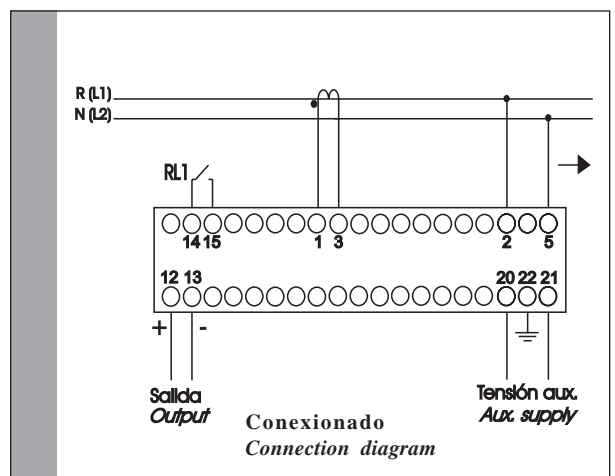 R (L1)
N (L2)
RL1
14 15 1 3 2 5
12 13 20 22 21
+ -
Salida Tensión aux.
Output Aux. supply
Conexionado
Connection diagram